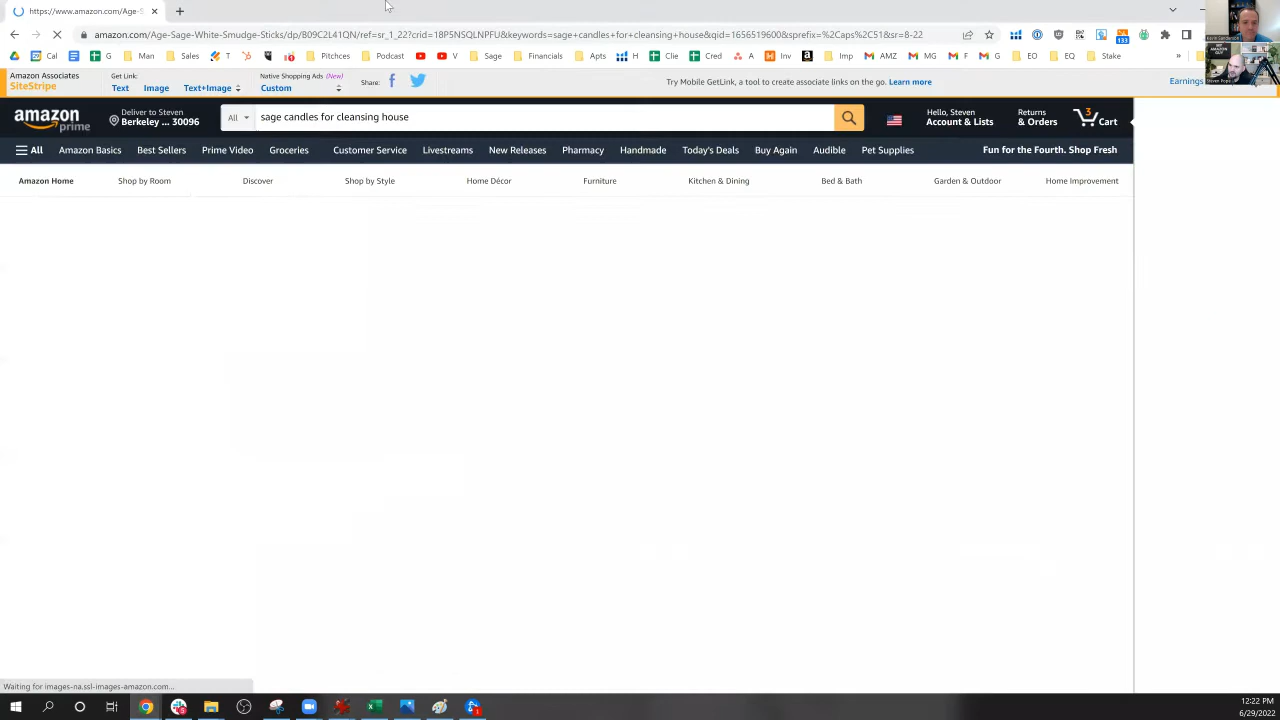 https://www.amazon.com/Age-S
amazon.com/Age-Sage-White-Smudge-Sticks/dp/B09C2L41QN/ref=sr_1_22?crid=18P5NSQLNPFU&keywords=sage+candles+for+cleansing+house&qid=1656519600&sprefix=%2Caps%2C51&sr=8-22
133
Cal G Man Sales T Pitchces Podcast V Sage Financials Apts H Clie Cred A Inv Imp AMZ MG F G EO EQ Stake »
Amazon Associates
SiteStripe
Get Link:
Text Image Text+Image
Native Shopping Ads (New)
Custom
Share:
Try Mobile GetLink, a tool to create associate links on the go. Learn more
Earnings
amazon
prime
Deliver to Steven
Berkeley ... 30096
All
sage candles for cleansing house
Hello, Steven
Account & Lists
Returns
& Orders
3
Cart
All Amazon Basics Best Sellers Prime Video Groceries Customer Service Livestreams New Releases Pharmacy Handmade Today's Deals Buy Again Audible Pet Supplies Fun for the Fourth. Shop Fresh
Amazon Home Shop by Room Discover Shop by Style Home Décor Furniture Kitchen & Dining Bed & Bath Garden & Outdoor Home Improvement
Waiting for images-na.ssl-images-amazon.com...
12:22 PM
6/29/2022